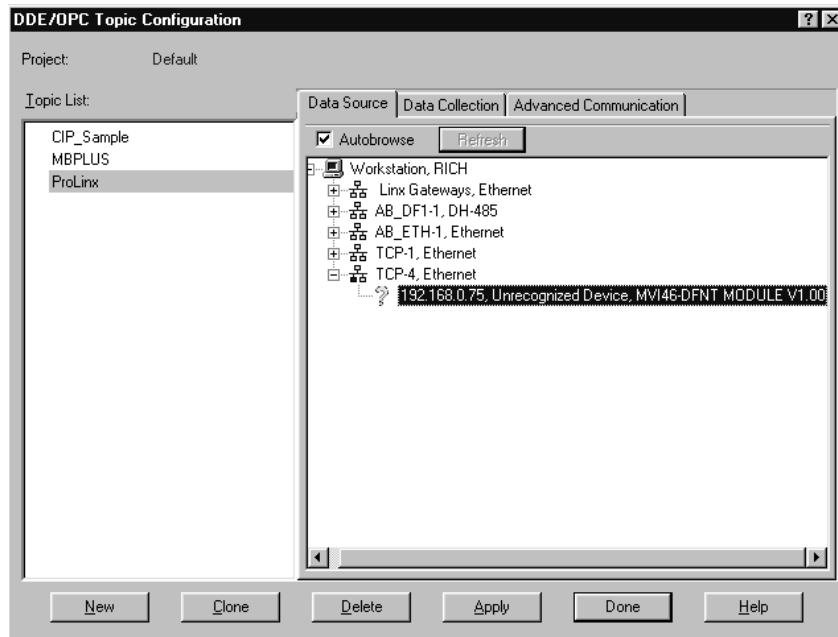 DDE/OPC Topic Configuration
Project: Default
Topic List:
CIP_Sample
MBPLUS
ProLinx
Data Source Data Collection Advanced Communication
Autobrowse Refresh
Workstation, RICH
Linx Gateways, Ethernet
AB_DF1-1, DH-485
AB_ETH-1, Ethernet
TCP-1, Ethernet
TCP-4, Ethernet
192.168.0.75, Unrecognized Device, MVI46-DFNT MODULE V1.00
New Clone Delete Apply Done Help